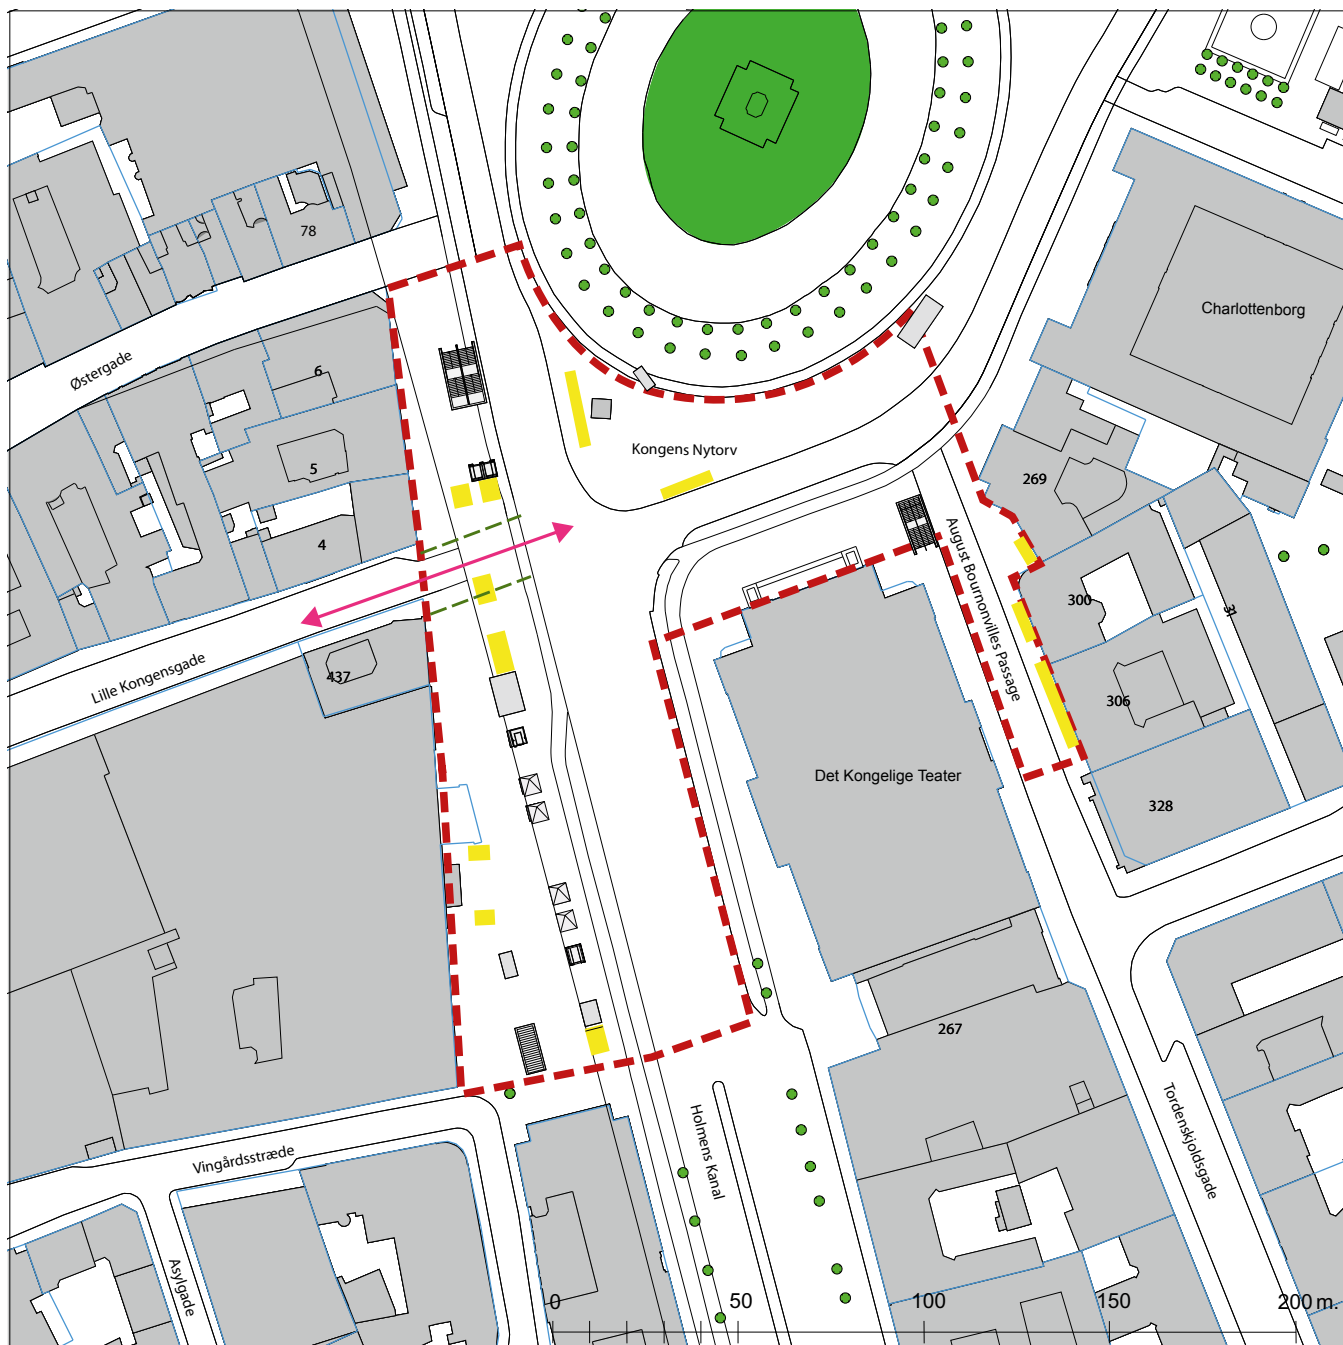 78
Charlottenborg
Østergade
6
Kongens Nytorv
5
269
4
August Bournonvilles Passage
300
31
Lille Kongensgade
437
306
Det Kongelige Teater
328
267
Holmens Kanal
Tordenskjoldsgade
Vingårdsstræde
Asylgade
0 50 100 150 200 m.